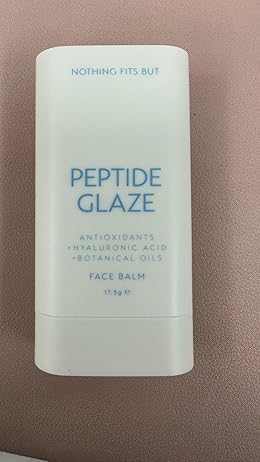 NOTHING FITS BUT
PEPTIDE
GLAZE
ANTIOXIDANTS
+HYALURONIC ACID
+BOTANICAL OILS
FACE BALM
17.5g ℮